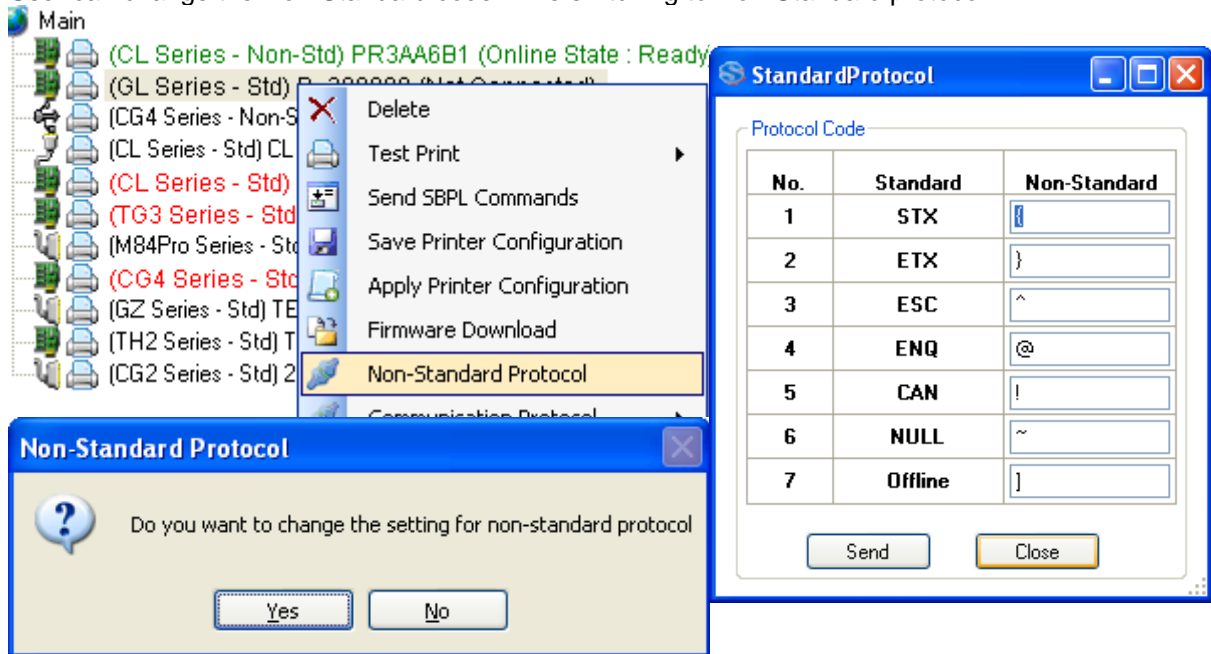 Main
(CL Series - Non-Std) PR3AA6B1 (Online State : Ready
(GL Series - Std)
(CG4 Series - Non-S
(CL Series - Std) CL
(CL Series - Std)
(TG3 Series - Std
(M84Pro Series - Std
(CG4 Series - Std
(GZ Series - Std) TE
(TH2 Series - Std) T
(CG2 Series - Std) 2
Delete
Test Print
Send SBPL Commands
Save Printer Configuration
Apply Printer Configuration
Firmware Download
Non-Standard Protocol
StandardProtocol
Protocol Code
No. Standard Non-Standard
1 STX {
2 ETX }
3 ESC ^
4 ENQ @
5 CAN !
6 NULL ~
7 Offline ]
Send Close
Non-Standard Protocol
Do you want to change the setting for non-standard protocol
Yes No